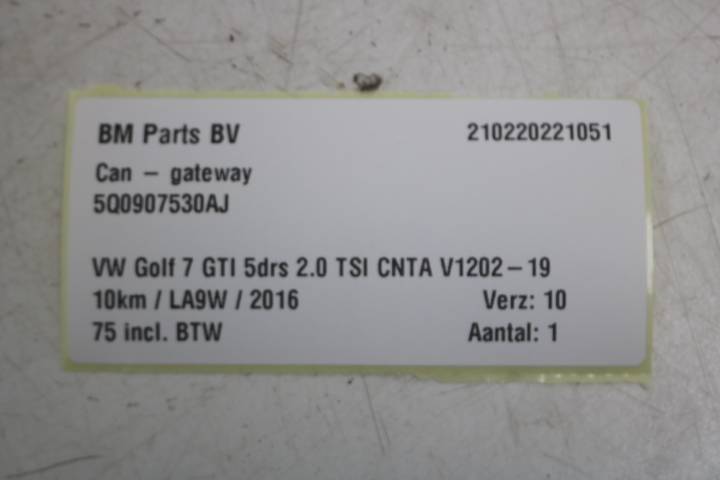 BM Parts BV 210220221051
Can – gateway
5Q0907530AJ
VW Golf 7 GTI 5drs 2.0 TSI CNTA V1202–19
10km / LA9W / 2016 Verz: 10
75 incl. BTW Aantal: 1